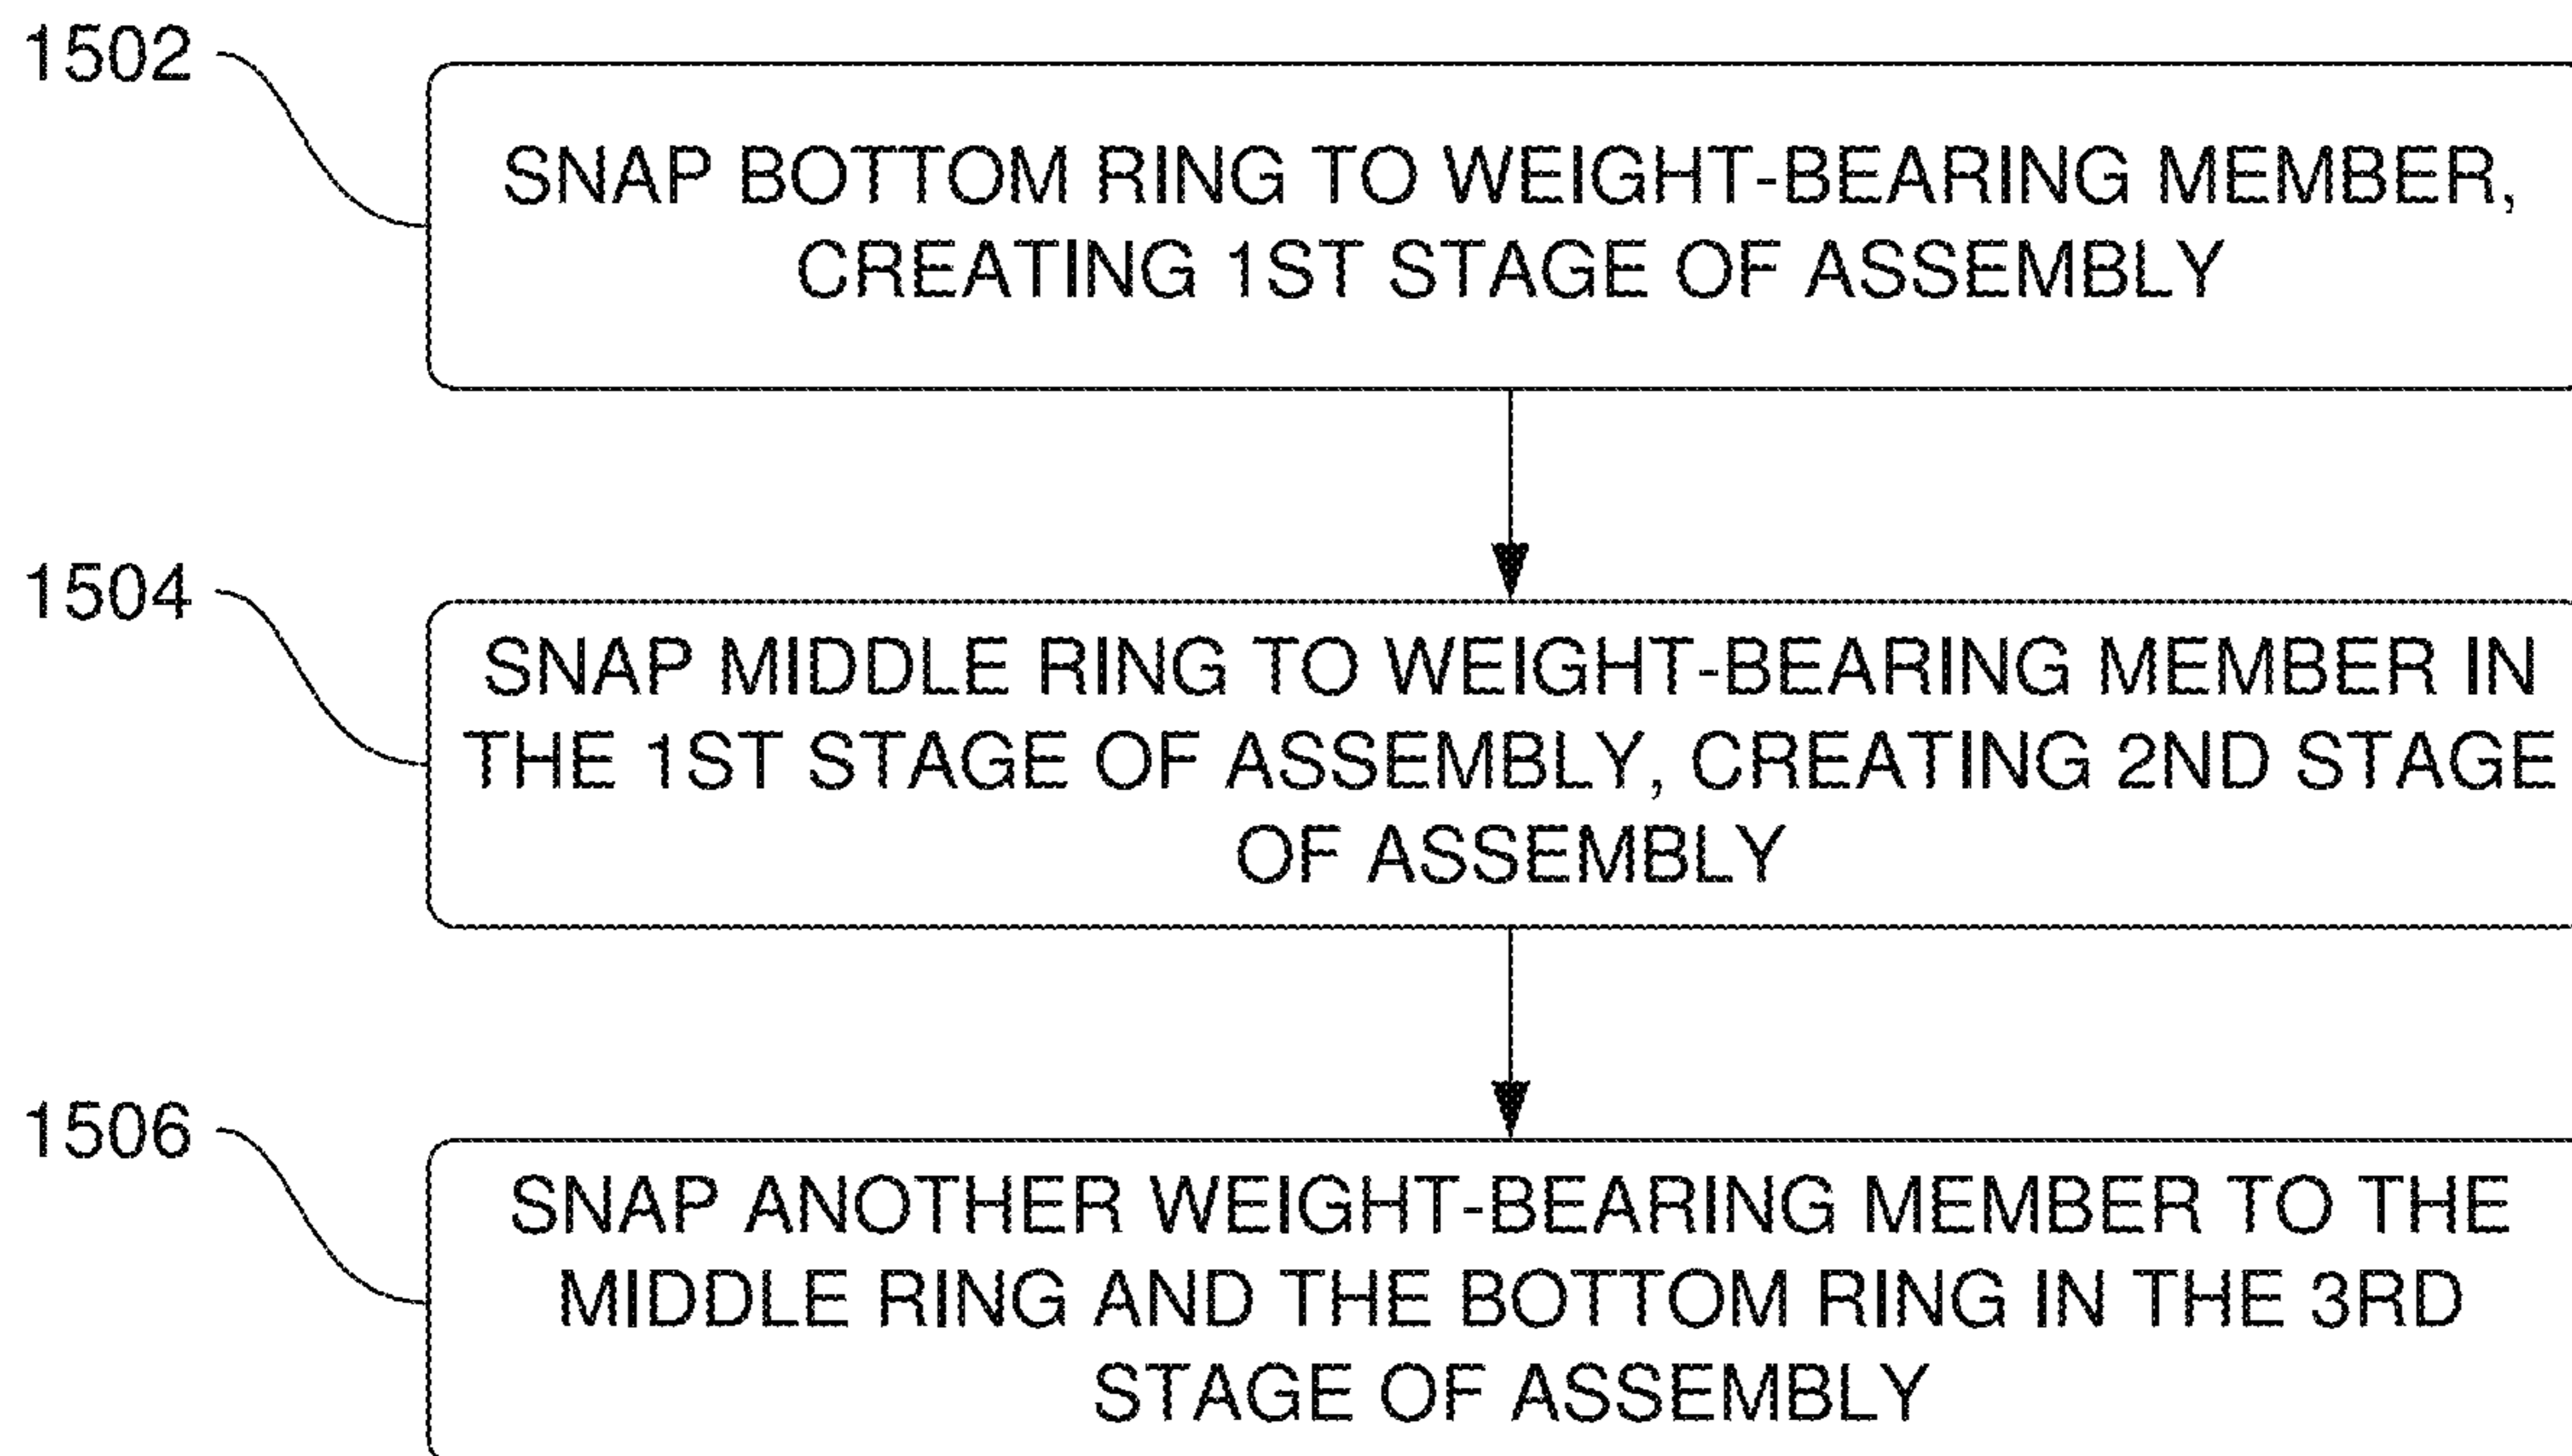 1502
SNAP BOTTOM RING TO WEIGHT-BEARING MEMBER,
CREATING 1ST STAGE OF ASSEMBLY
1504
SNAP MIDDLE RING TO WEIGHT-BEARING MEMBER IN
THE 1ST STAGE OF ASSEMBLY, CREATING 2ND STAGE
OF ASSEMBLY
1506
SNAP ANOTHER WEIGHT-BEARING MEMBER TO THE
MIDDLE RING AND THE BOTTOM RING IN THE 3RD
STAGE OF ASSEMBLY